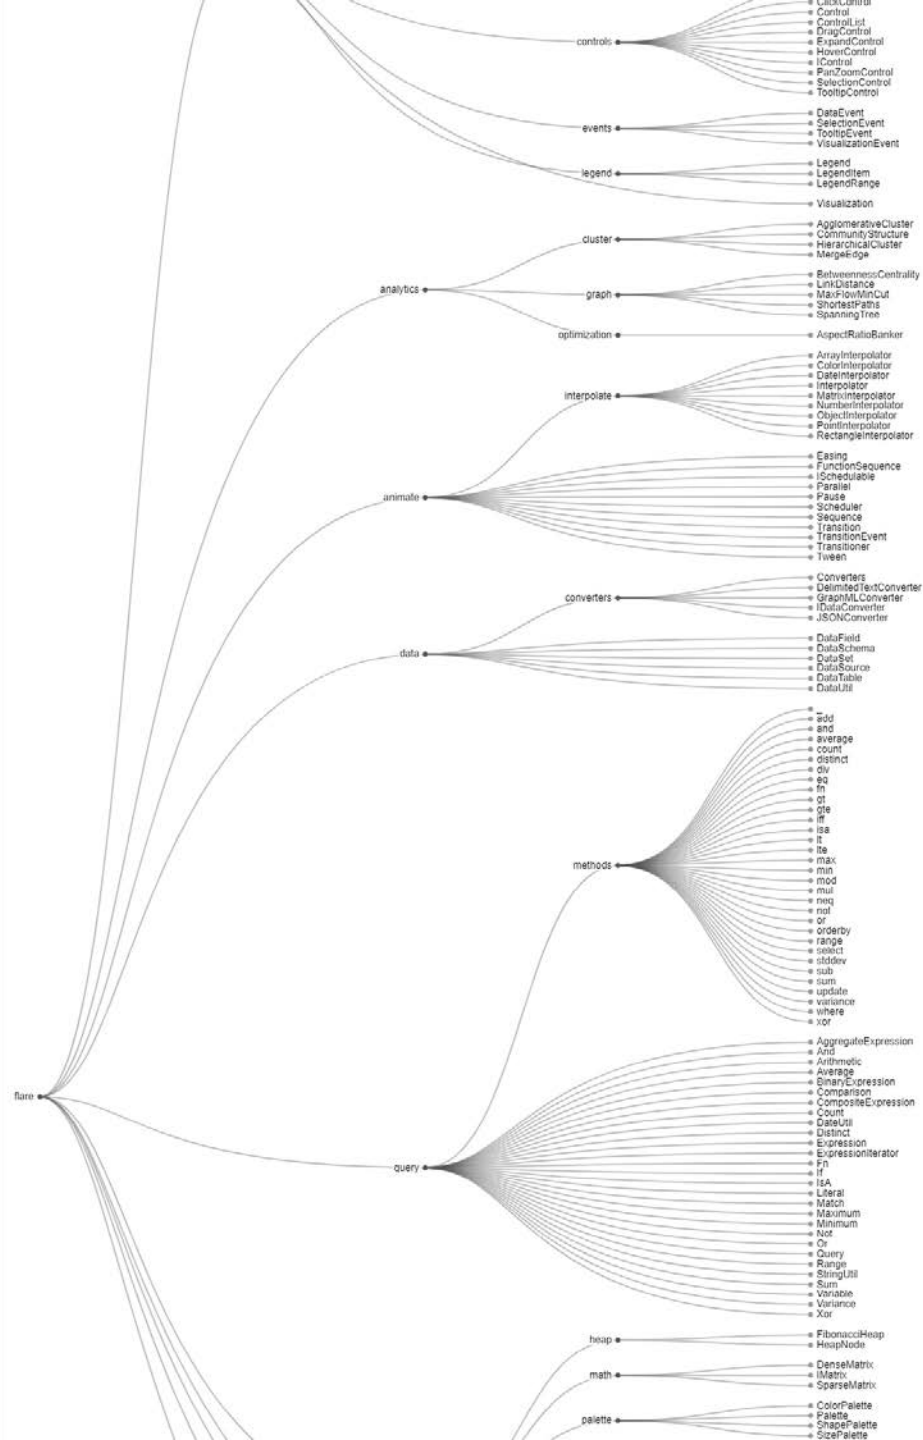 ClickControl
Control
ControlList
DragControl
controls
ExpandControl
HoverControl
IControl
PanZoomControl
SelectionControl
TooltipControl
DataEvent
SelectionEvent
events
TooltipEvent
VisualizationEvent
Legend
legend
LegendItem
LegendRange
Visualization
AgglomerativeCluster
CommunityStructure
cluster
HierarchicalCluster
MergeEdge
BetweennessCentrality
LinkDistance
analytics
graph
MaxFlowMinCut
ShortestPaths
SpanningTree
optimization
AspectRatioBanker
ArrayInterpolator
ColorInterpolator
DateInterpolator
Interpolator
interpolate
MatrixInterpolator
NumberInterpolator
ObjectInterpolator
PointInterpolator
RectangleInterpolator
Easing
FunctionSequence
ISchedulable
Parallel
animate
Pause
Scheduler
Sequence
Transition
TransitionEvent
Transitioner
Tween
Converters
DelimitedTextConverter
converters
GraphMLConverter
IDataConverter
JSONConverter
DataField
DataSchema
data
DataSet
DataSource
DataTable
DataUtil
_
add
and
average
count
distinct
div
eq
fn
gt
gte
iff
isa
lt
lte
methods
max
min
mod
mul
neq
not
or
orderby
range
select
stddev
sub
sum
update
variance
where
xor
AggregateExpression
And
Arithmetic
Average
BinaryExpression
flare
Comparison
CompositeExpression
Count
DateUtil
Distinct
Expression
ExpressionIterator
query
Fn
If
IsA
Literal
Match
Maximum
Minimum
Not
Or
Query
Range
StringUtil
Sum
Variable
Variance
Xor
heap
FibonacciHeap
HeapNode
DenseMatrix
math
IMatrix
SparseMatrix
ColorPalette
Palette
palette
ShapePalette
SizePalette